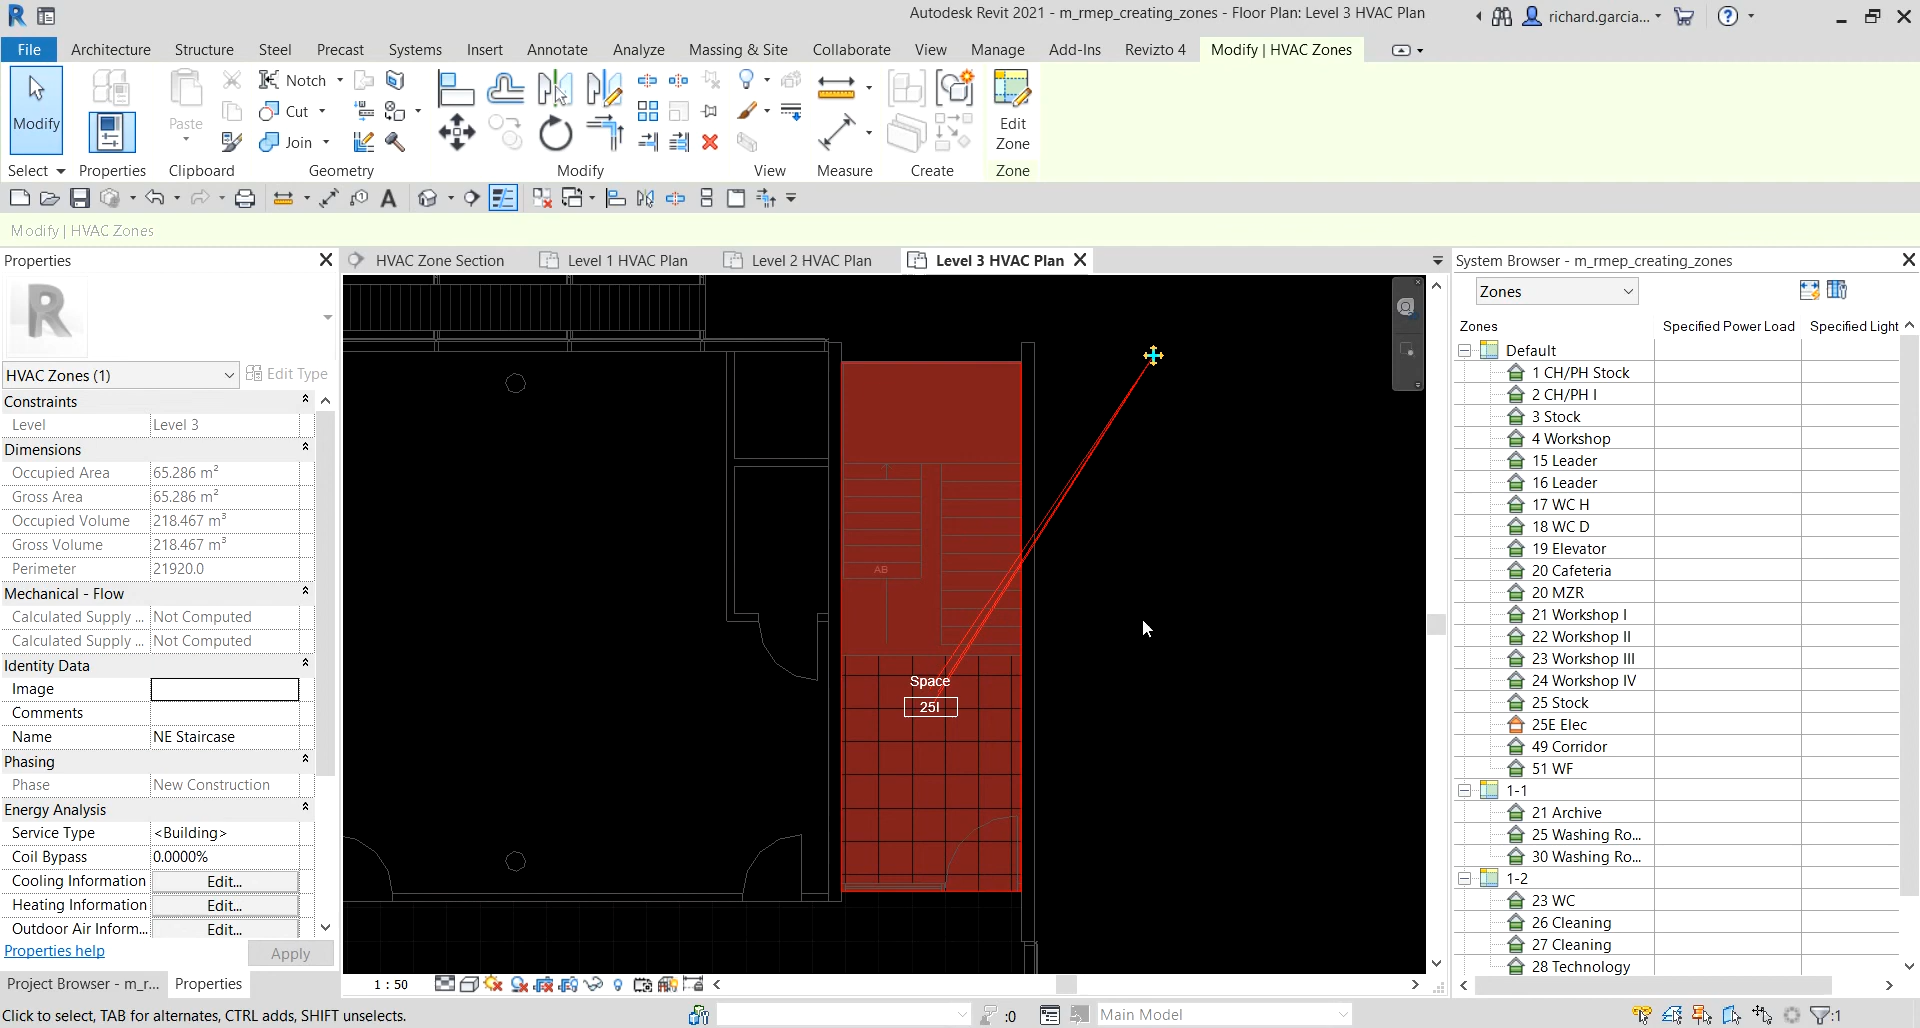 Autodesk Revit 2021 - m_rmep_creating_zones - Floor Plan: Level 3 HVAC Plan
richard.garcia...
File Architecture Structure Steel Precast Systems Insert Annotate Analyze Massing & Site Collaborate View Manage Add-Ins Revizto 4 Modify | HVAC Zones
Modify
Paste
Notch
Cut
Join
Edit
Zone
Select Properties Clipboard Geometry Modify View Measure Create Zone
Modify | HVAC Zones
Properties
HVAC Zone Section Level 1 HVAC Plan Level 2 HVAC Plan Level 3 HVAC Plan
System Browser - m_rmep_creating_zones
HVAC Zones (1) Edit Type
Constraints
Level Level 3
Dimensions
Occupied Area 65.286 m²
Gross Area 65.286 m²
Occupied Volume 218.467 m³
Gross Volume 218.467 m³
Perimeter 21920.0
Mechanical - Flow
Calculated Supply ... Not Computed
Calculated Supply ... Not Computed
Identity Data
Image
Comments
Name NE Staircase
Phasing
Phase New Construction
Energy Analysis
Service Type <Building>
Coil Bypass 0.0000%
Cooling Information Edit...
Heating Information Edit...
Outdoor Air Inform... Edit...
Properties help Apply
Project Browser - m_r... Properties
AB
Space
25I
1 : 50
Zones
Zones Specified Power Load Specified Light
Default
1 CH/PH Stock
2 CH/PH I
3 Stock
4 Workshop
15 Leader
16 Leader
17 WC H
18 WC D
19 Elevator
20 Cafeteria
20 MZR
21 Workshop I
22 Workshop II
23 Workshop III
24 Workshop IV
25 Stock
25E Elec
49 Corridor
51 WF
1-1
21 Archive
25 Washing Ro...
30 Washing Ro...
1-2
23 WC
26 Cleaning
27 Cleaning
28 Technology
Click to select, TAB for alternates, CTRL adds, SHIFT unselects.
:0
Main Model
:1